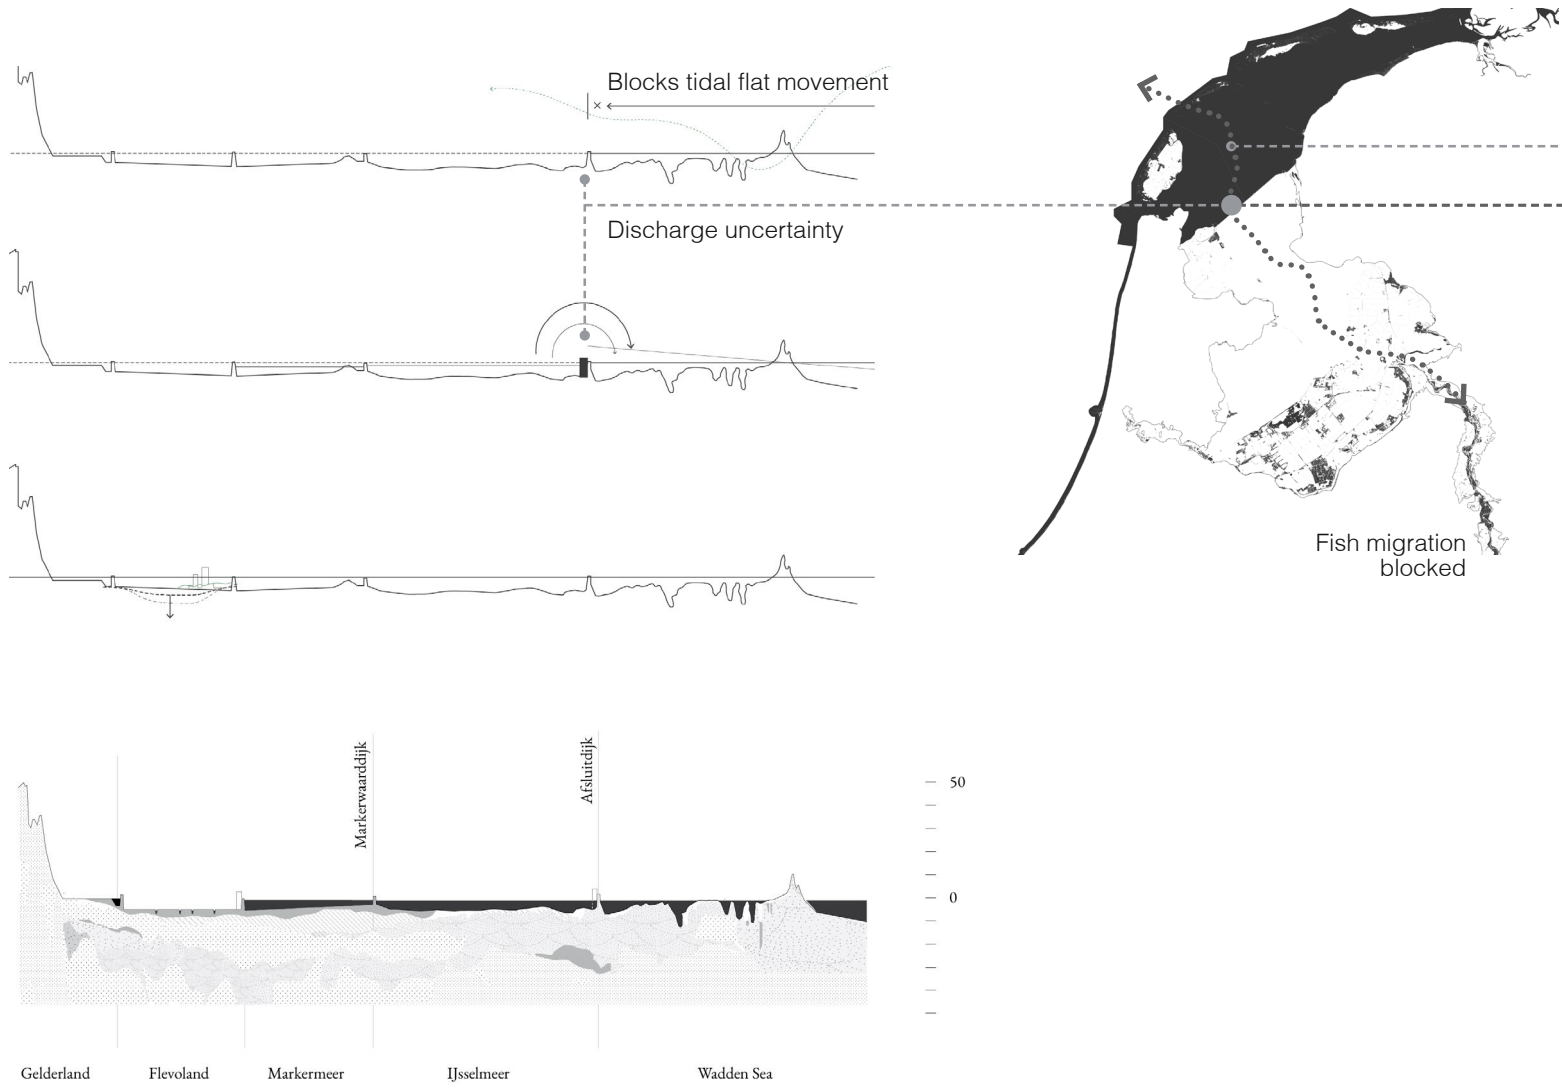 Blocks tidal flat movement
Discharge uncertainty
Fish migration
blocked
Markerwaarddijk
Afsluitdijk
50
0
Gelderland
Flevoland
Markermeer
IJsselmeer
Wadden Sea